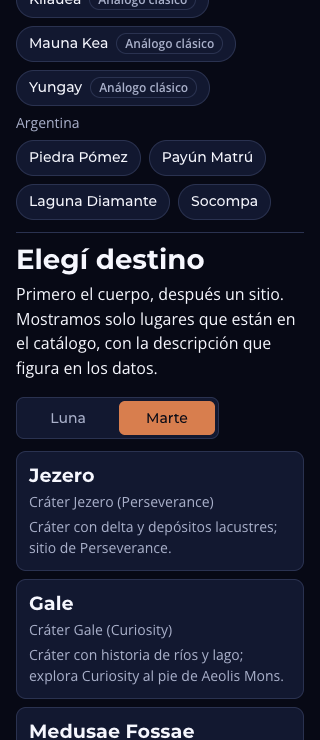 Kilauea
Análogo clásico
Mauna Kea
Análogo clásico
Yungay
Análogo clásico
Argentina
Piedra Pómez
Payún Matrú
Laguna Diamante
Socompa
Elegí destino
Primero el cuerpo, después un sitio.
Mostramos solo lugares que están en
el catálogo, con la descripción que
figura en los datos.
Luna
Marte
Jezero
Cráter Jezero (Perseverance)
Cráter con delta y depósitos lacustres;
sitio de Perseverance.
Gale
Cráter Gale (Curiosity)
Cráter con historia de ríos y lago;
explora Curiosity al pie de Aeolis Mons.
Medusae Fossae